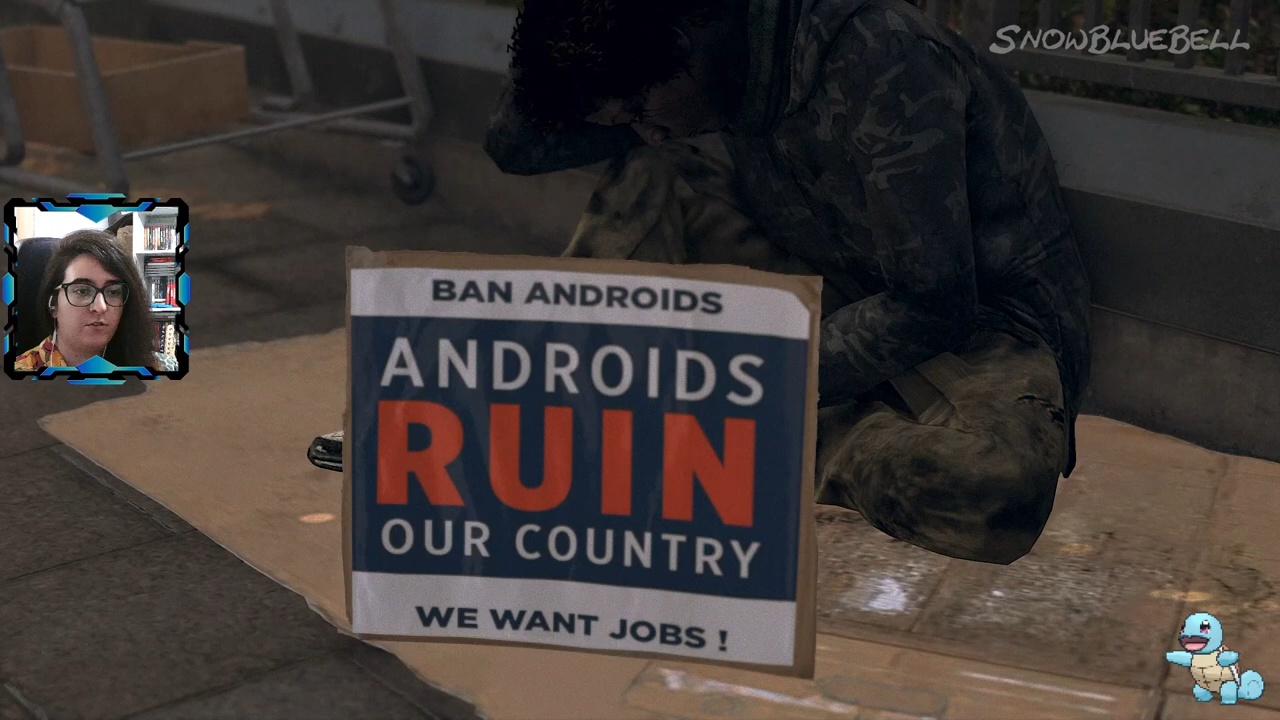 SNOWBLUEBELL
BAN ANDROIDS
ANDROIDS
RUIN
OUR COUNTRY
WE WANT JOBS !